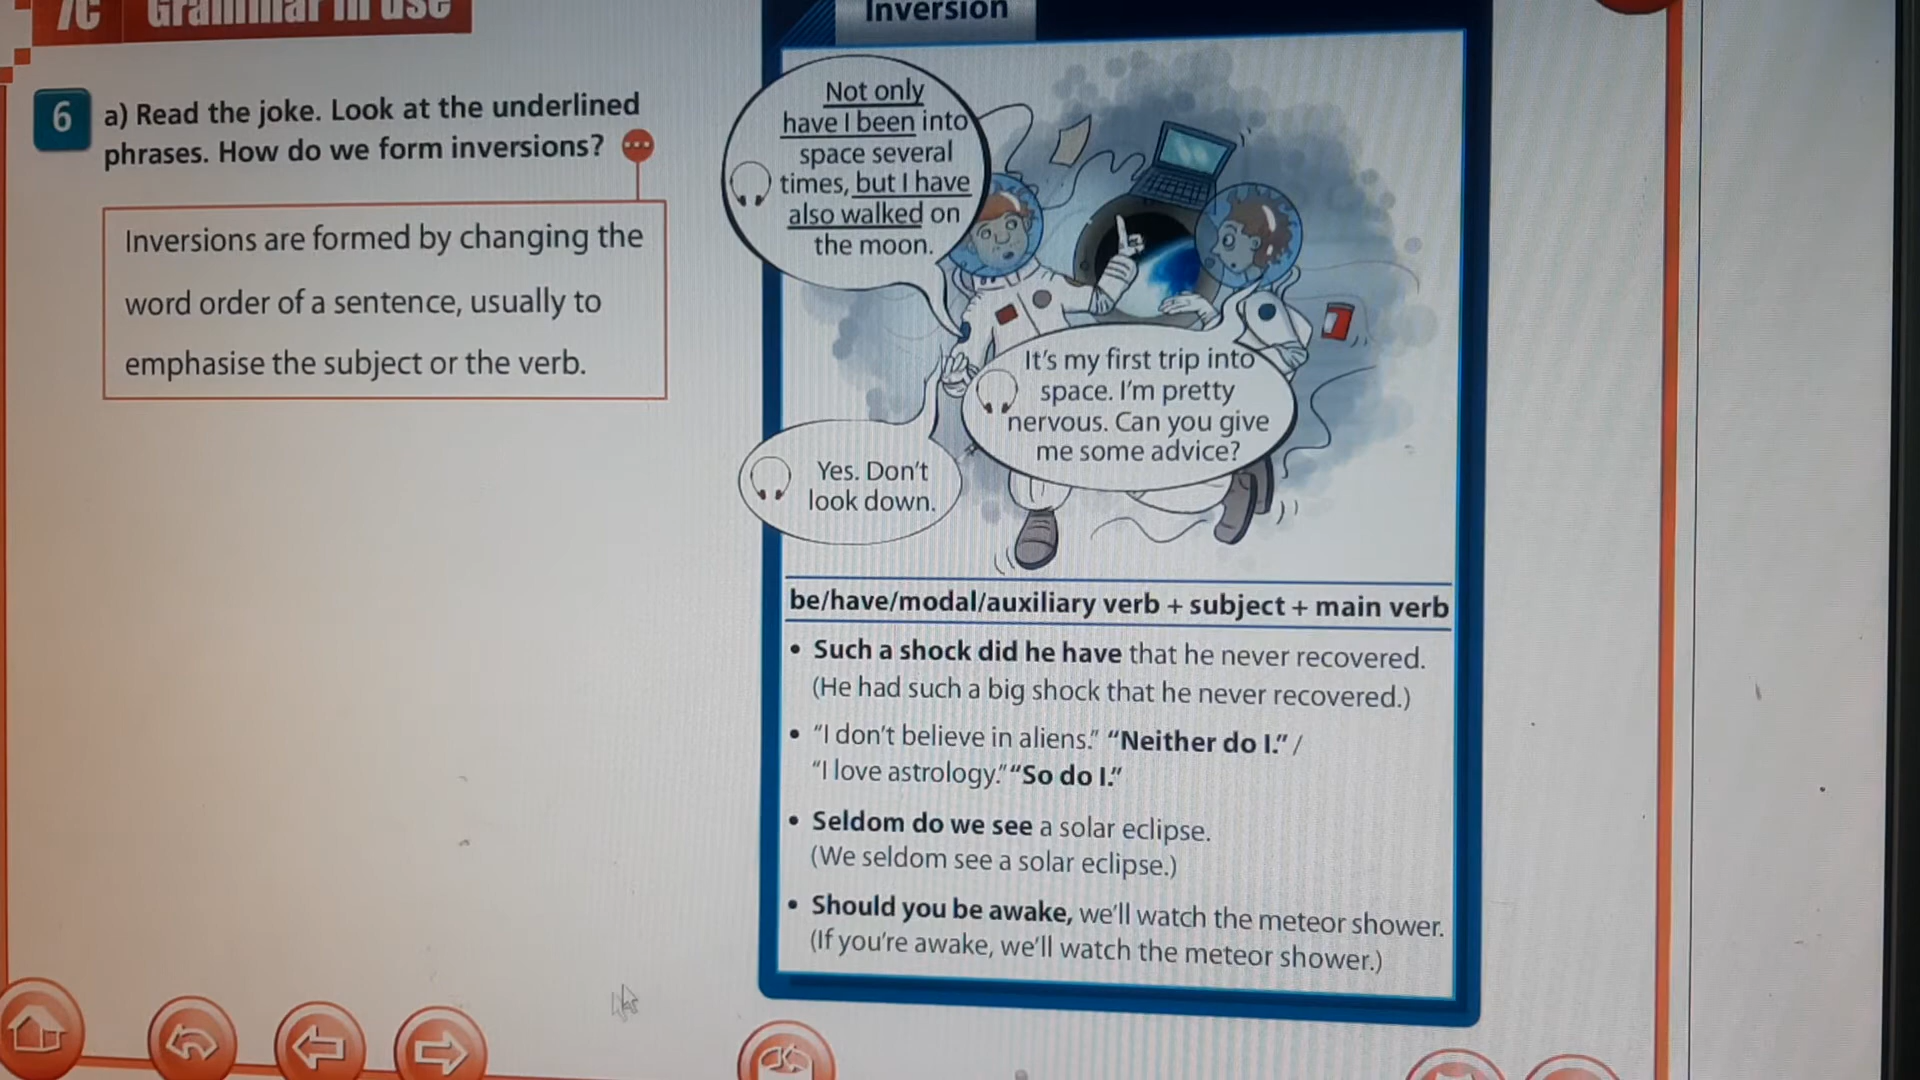 7C Grammar in use
6 a) Read the joke. Look at the underlined
phrases. How do we form inversions?
Inversions are formed by changing the
word order of a sentence, usually to
emphasise the subject or the verb.
Inversion
Not only
have I been into
space several
times, but I have
also walked on
the moon.
It's my first trip into
space. I'm pretty
nervous. Can you give
me some advice?
Yes. Don't
look down.
be/have/modal/auxiliary verb + subject + main verb
• Such a shock did he have that he never recovered.
(He had such a big shock that he never recovered.)
• "I don't believe in aliens." "Neither do I." /
"I love astrology." "So do I."
• Seldom do we see a solar eclipse.
(We seldom see a solar eclipse.)
• Should you be awake, we'll watch the meteor shower.
(If you're awake, we'll watch the meteor shower.)